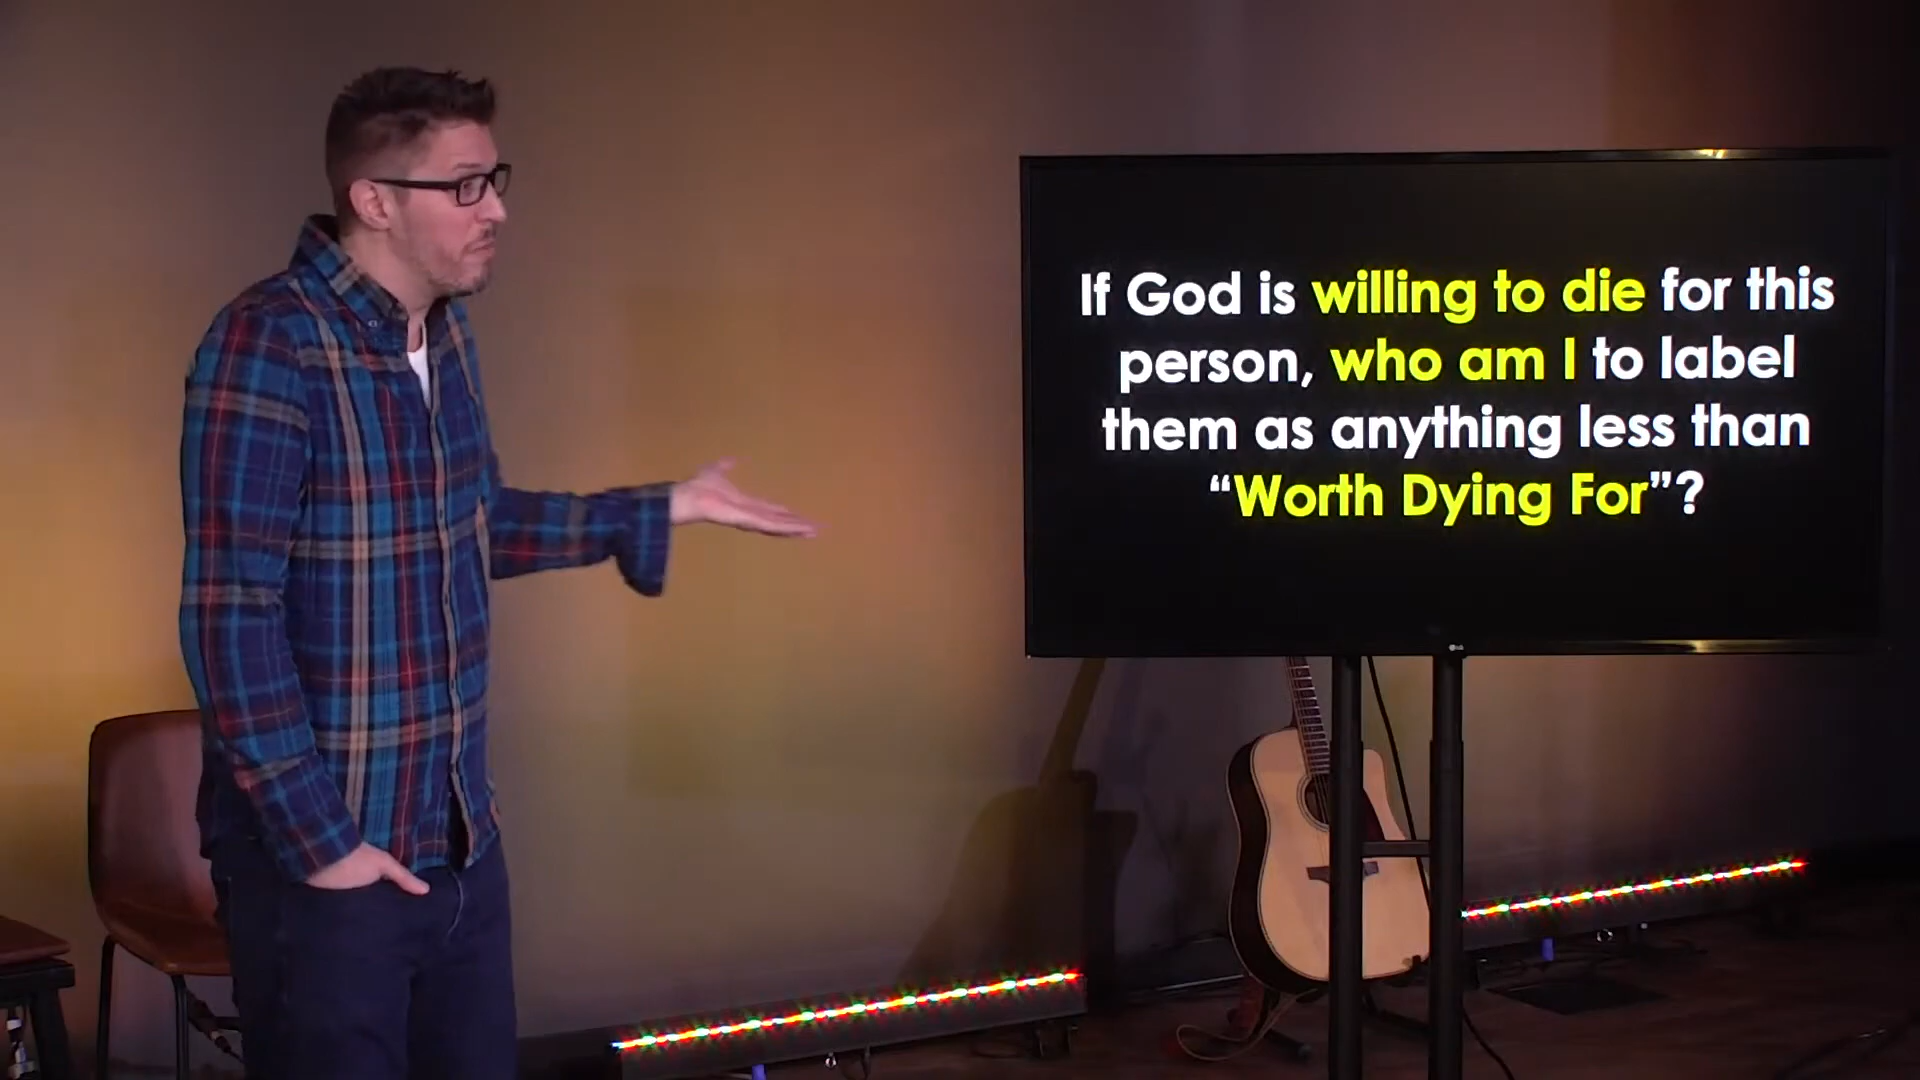 If God is willing to die for this
person, who am I to label
them as anything less than
“Worth Dying For”?
LG